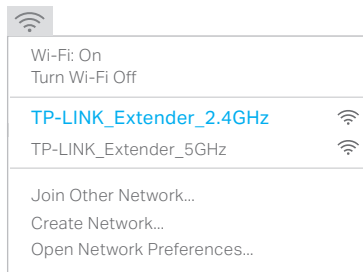 Wi-Fi: On
Turn Wi-Fi Off
TP-LINK_Extender_2.4GHz
TP-LINK_Extender_5GHz
Join Other Network...
Create Network...
Open Network Preferences...